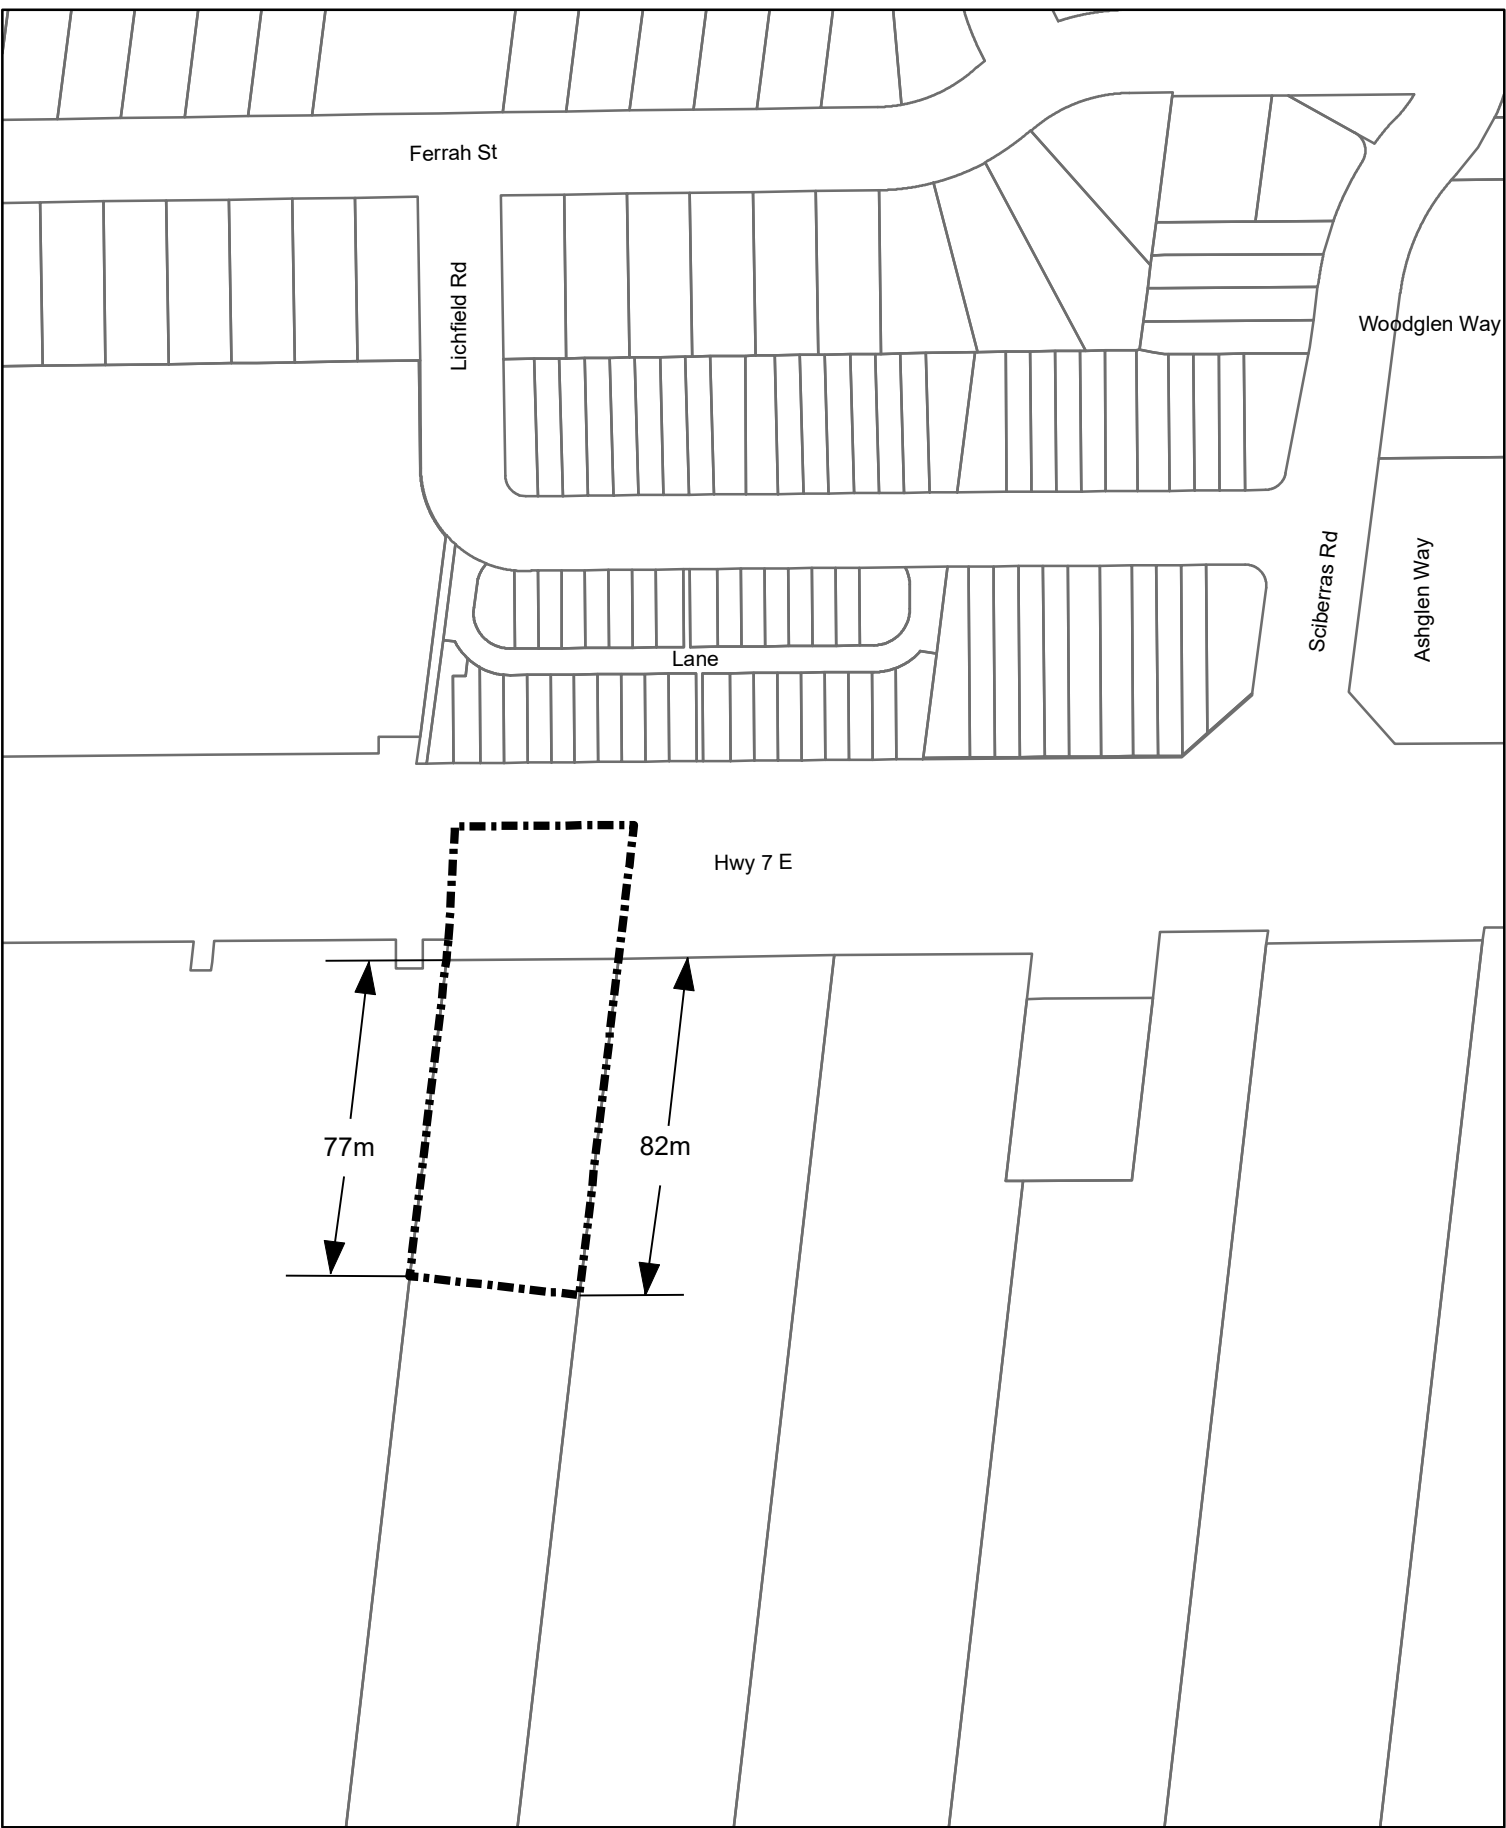 Ferrah St
Lichfield Rd
Woodglen Way
Sciberras Rd
Ashglen Way
Lane
Hwy 7 E
77m
82m